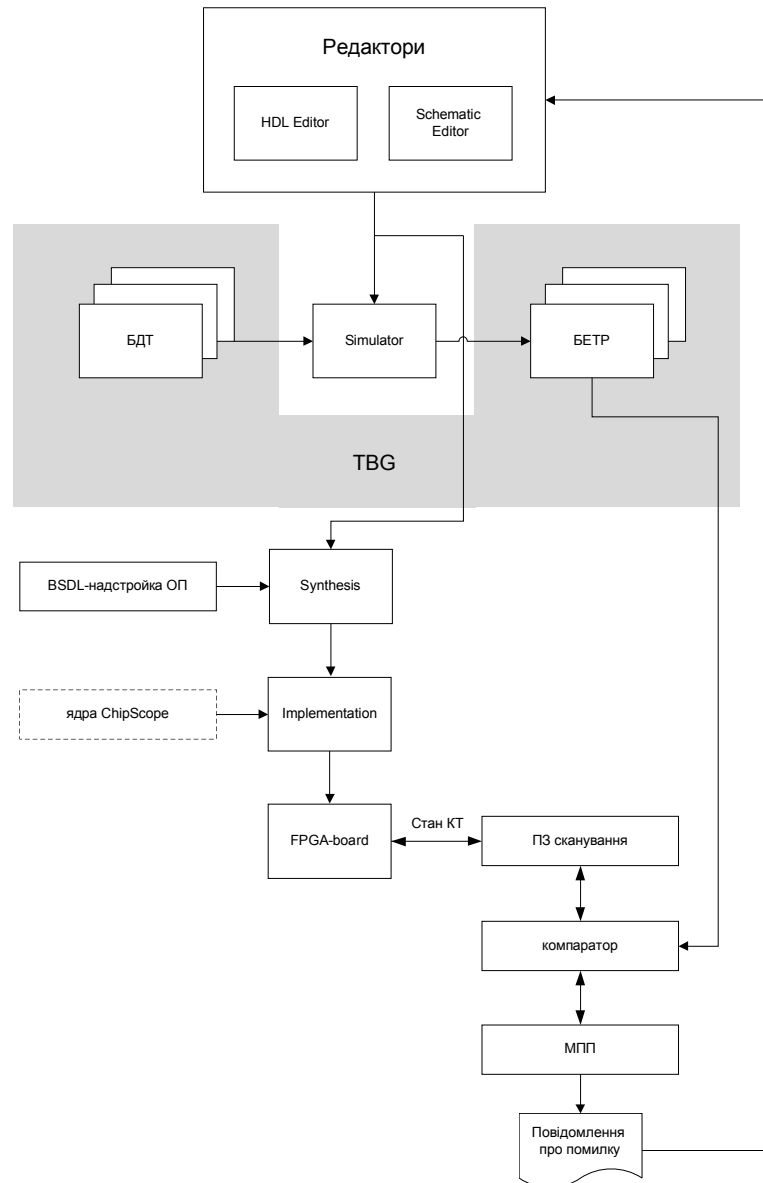 Редактори
HDL Editor
Schematic
Editor
БДТ
Simulator
БЕТР
TBG
BSDL-надстройка ОП
Synthesis
ядра ChipScope
Implementation
FPGA-board
Стан КТ
ПЗ сканування
компаратор
МПП
Повідомлення
про помилку